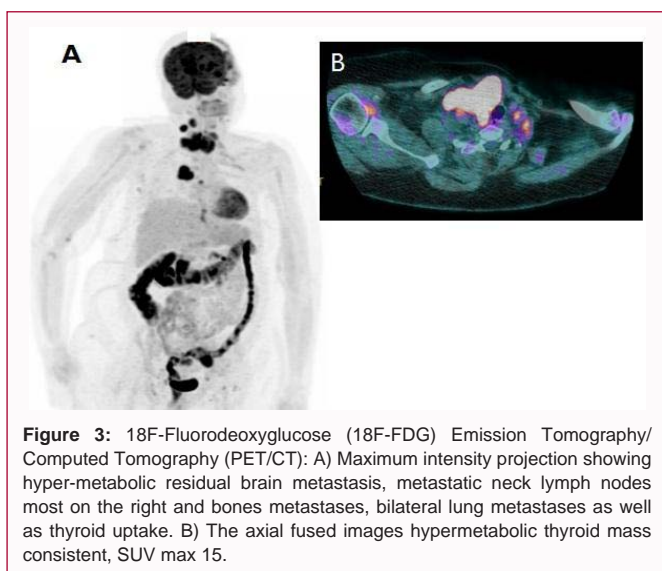 A
B
r
Figure 3: 18F-Fluorodeoxyglucose (18F-FDG) Emission Tomography/
Computed Tomography (PET/CT): A) Maximum intensity projection showing
hyper-metabolic residual brain metastasis, metastatic neck lymph nodes
most on the right and bones metastases, bilateral lung metastases as well
as thyroid uptake. B) The axial fused images hypermetabolic thyroid mass
consistent, SUV max 15.